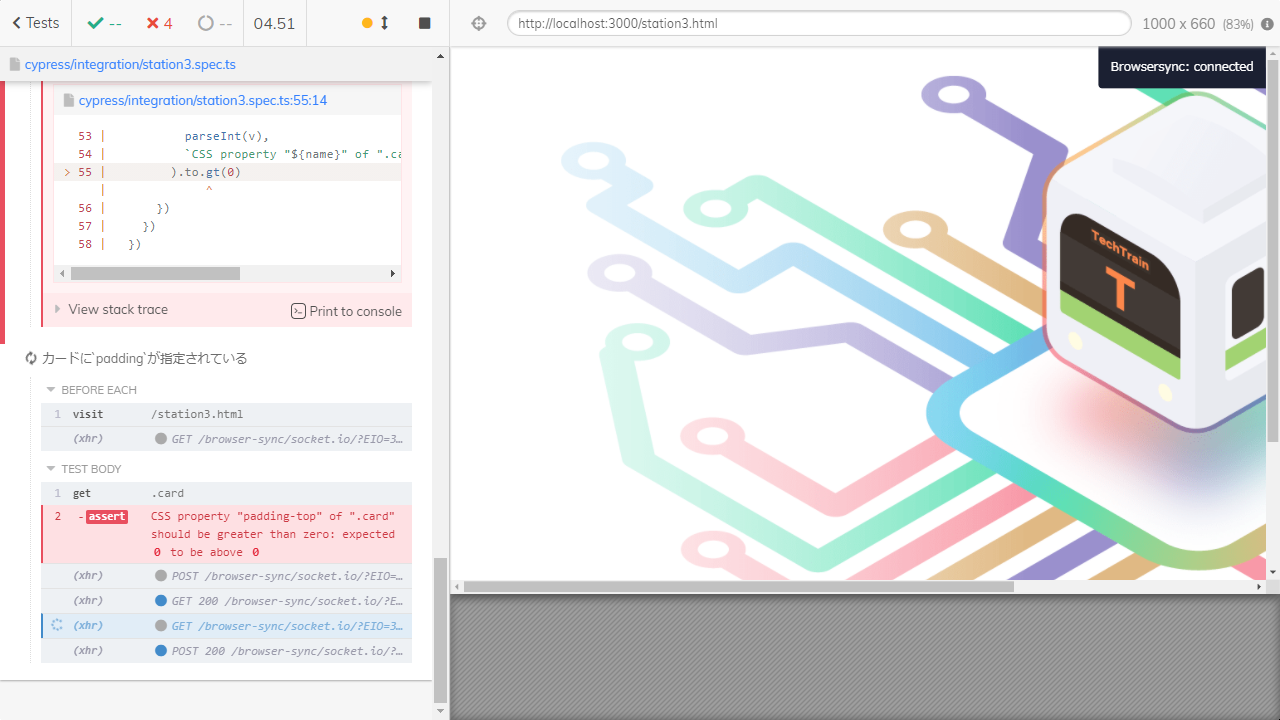 Tests
--
4
--
04.51
http://localhost:3000/station3.html
1000 x 660 (83%)
cypress/integration/station3.spec.ts
Browsersync: connected
cypress/integration/station3.spec.ts:55:14
53 | parseInt(v),
54 | `CSS property "${name}" of ".ca
> 55 | ).to.gt(0)
| ^
56 | })
57 | })
58 | })
View stack trace
Print to console
カードに`padding`が指定されている
BEFORE EACH
1 visit /station3.html
(xhr) GET /browser-sync/socket.io/?EIO=3…
TEST BODY
1 get .card
2 -assert CSS property "padding-top" of ".card"
should be greater than zero: expected
0 to be above 0
(xhr) POST /browser-sync/socket.io/?EIO=…
(xhr) GET 200 /browser-sync/socket.io/?E…
(xhr) GET /browser-sync/socket.io/?EIO=3…
(xhr) POST 200 /browser-sync/socket.io/?…
TechTrain
T